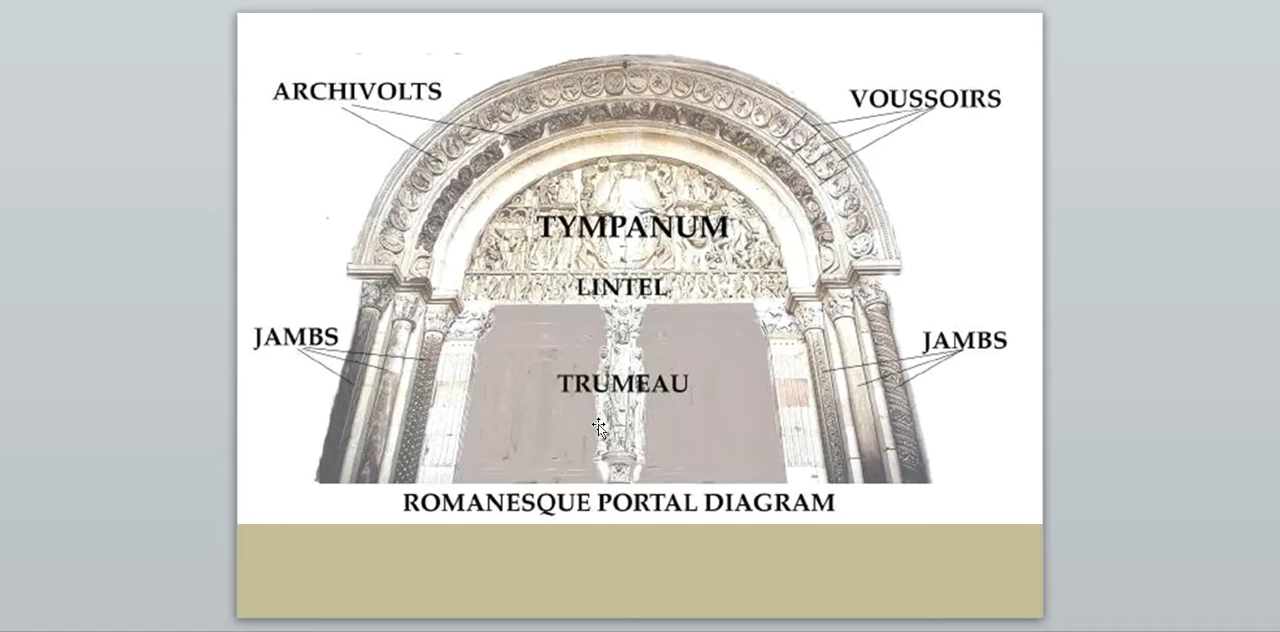 ARCHIVOLTS
VOUSSOIRS
TYMPANUM
LINTEL
JAMBS
JAMBS
TRUMEAU
ROMANESQUE PORTAL DIAGRAM